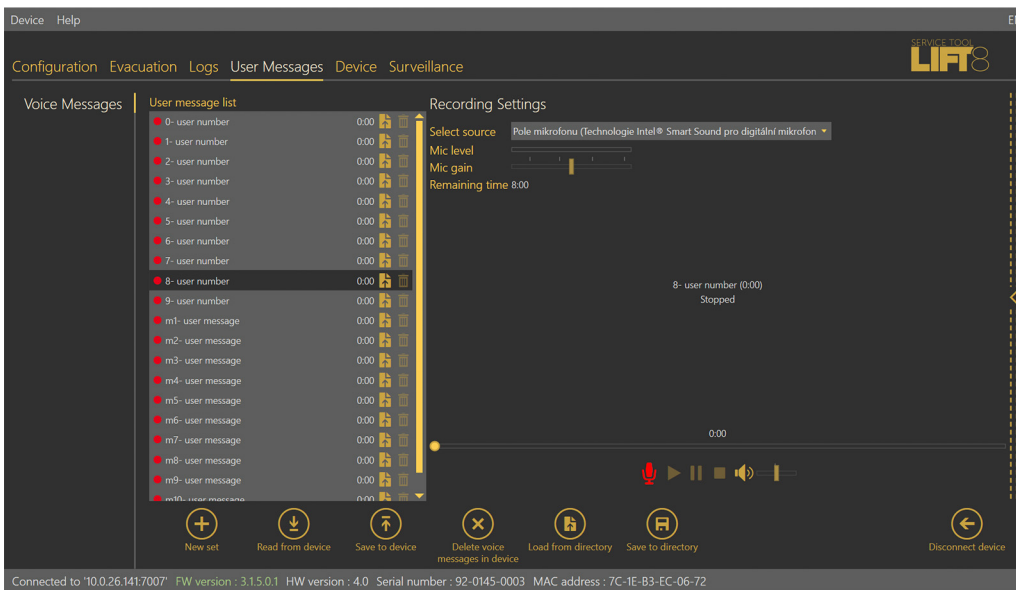 Device Help
SERVICE TOOL
LIFT8
Configuration Evacuation Logs User Messages Device Surveillance
Voice Messages
User message list
0- user number 0:00
1- user number 0:00
2- user number 0:00
3- user number 0:00
4- user number 0:00
5- user number 0:00
6- user number 0:00
7- user number 0:00
8- user number 0:00
9- user number 0:00
m1- user message 0:00
m2- user message 0:00
m3- user message 0:00
m4- user message 0:00
m5- user message 0:00
m6- user message 0:00
m7- user message 0:00
m8- user message 0:00
m9- user message 0:00
m10- user message 0:00
Recording Settings
Select source Pole mikrofonu (Technologie Intel® Smart Sound pro digitální mikrofon
Mic level
Mic gain
Remaining time 8:00
8- user number (0:00)
Stopped
0:00
New set
Read from device
Save to device
Delete voice
messages in device
Load from directory
Save to directory
Disconnect device
Connected to '10.0.26.141:7007' FW version : 3.1.5.0.1 HW version : 4.0 Serial number : 92-0145-0003 MAC address : 7C-1E-B3-EC-06-72